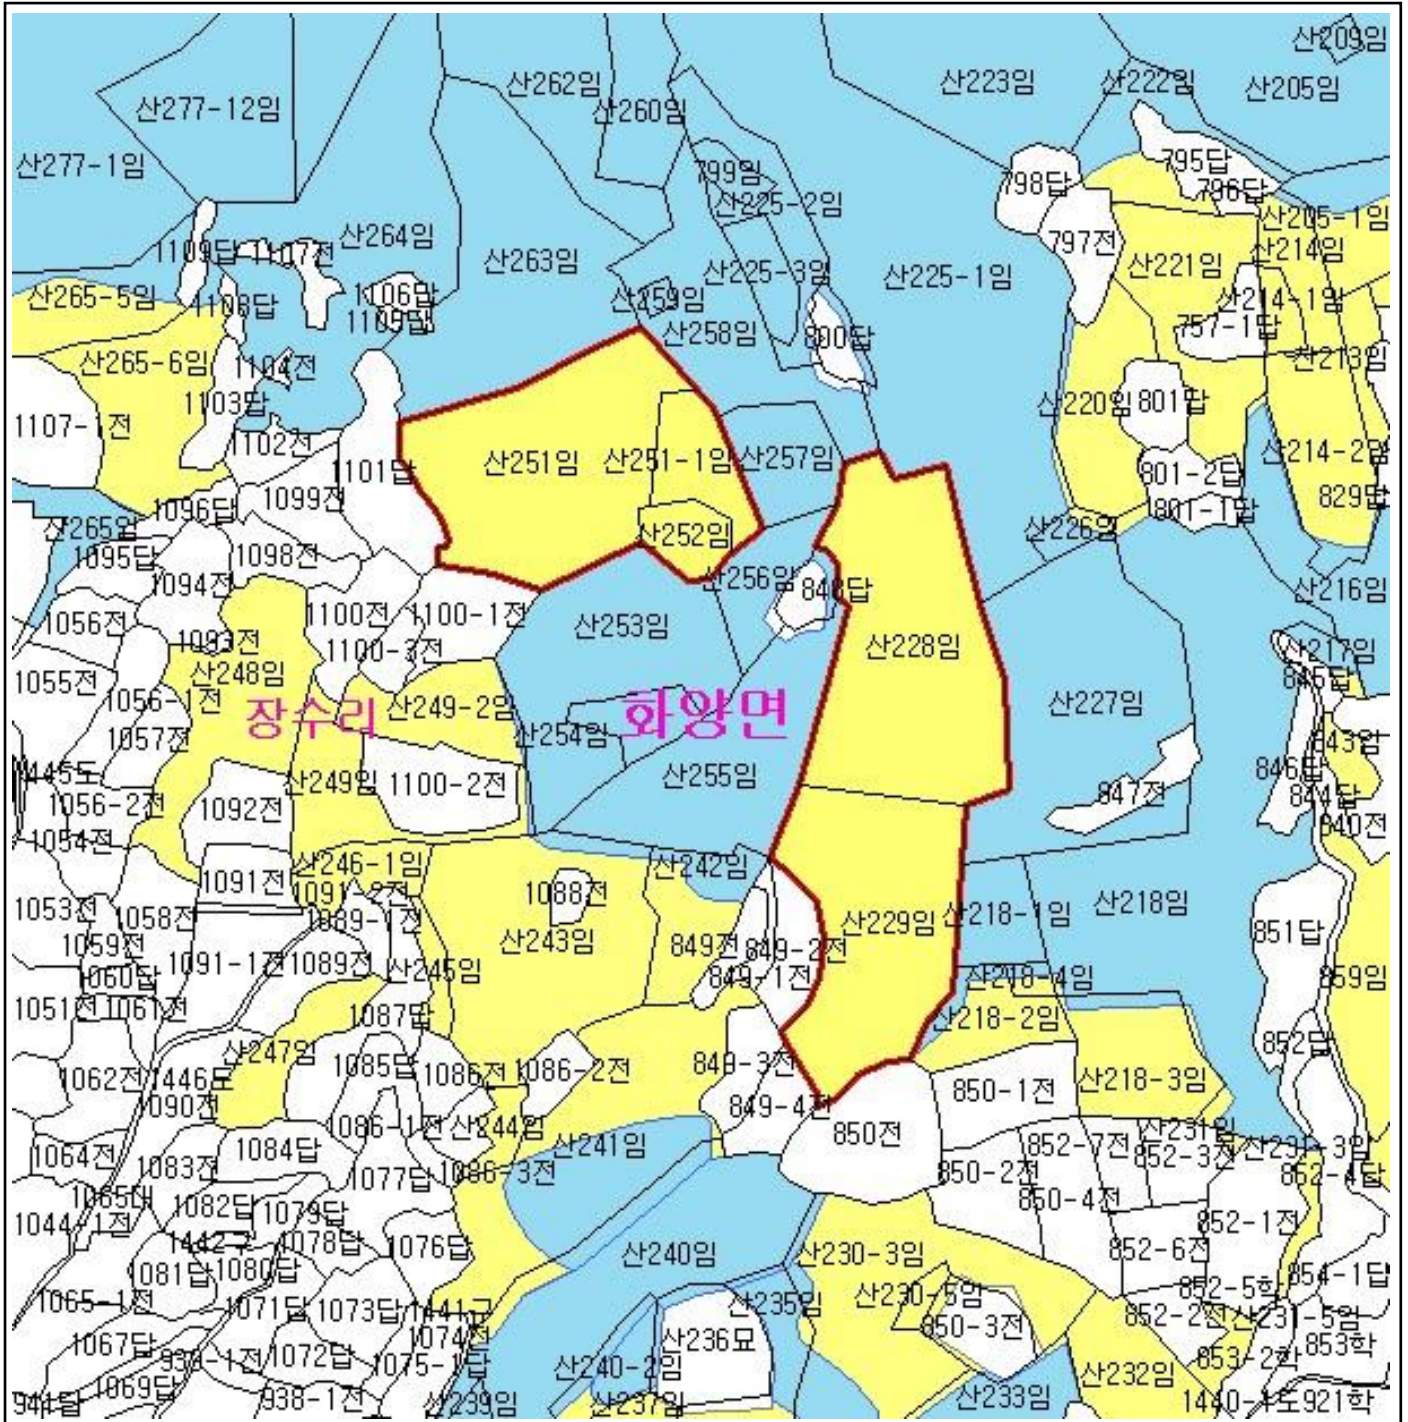 산209임
산262임
산223임
산222임
산205임
산277-12임
산260임
산277-1임
799임
795답
798답
796답
산225-2임
산205-1임
산264임
797전
1109답
1107전
산214임
산263임
산221임
산225-3임
산225-1임
산265-5임
1106답
산259임
산214-1임
1108답
1105답
산258임
757-1답
800답
산265-6임
1104전
산213임
1103답
산220임
801답
1107-1전
1102전
산251임
산251-1임
산257임
산214-2임
1101답
801-2답
1099전
829답
1096답
801-1답
산265임
산252임
산226임
1095답
1098전
1094전
산256임
848답
산216임
1100전
1100-1전
1056전
산253임
1093전
산228임
1100-3전
산217임
산248임
1055전
845답
1056-1전
산249-2임
산227임
장수리
화양면
1057전
산254임
843임
산255임
846답
1445도
산249임
1100-2전
847전
844답
1056-2전
1092전
840전
1054전
산246-1임
산242임
1091전
1091-2전
1088전
1053전
1058전
1089-1전
산218-1임
산218임
산229임
851답
1059전
산243임
849전
849-2전
1091-1전
1089전
산245임
1060답
849-1전
산218-4임
859임
1051전
1061전
1087답
산218-2임
산247임
852답
1085답
849-3전
1062전
1446도
1086전
1086-2전
850-1전
산218-3임
1090전
849-4전
1086-1전
산244임
850전
산231임
1084답
산241임
852-7전
산231-3임
1064전
852-3전
1083전
1086-3전
1077답
850-2전
852-4답
1065대
850-4전
1082답
1079답
1044-1전
852-1전
1442구
1078답
1076답
852-6전
산240임
산230-3임
1080답
1081답
854-1답
852-5학
1065-1전
산230-5임
산235임
1071답
1073답
1441구
852-2전
산231-5임
850-3전
1074전
산236묘
1067답
1072답
853학
939-1전
1075-1답
853-2학
산240-2임
산232임
1069답
938-1전
산233임
941답
산239임
산237임
1440-1도
921학